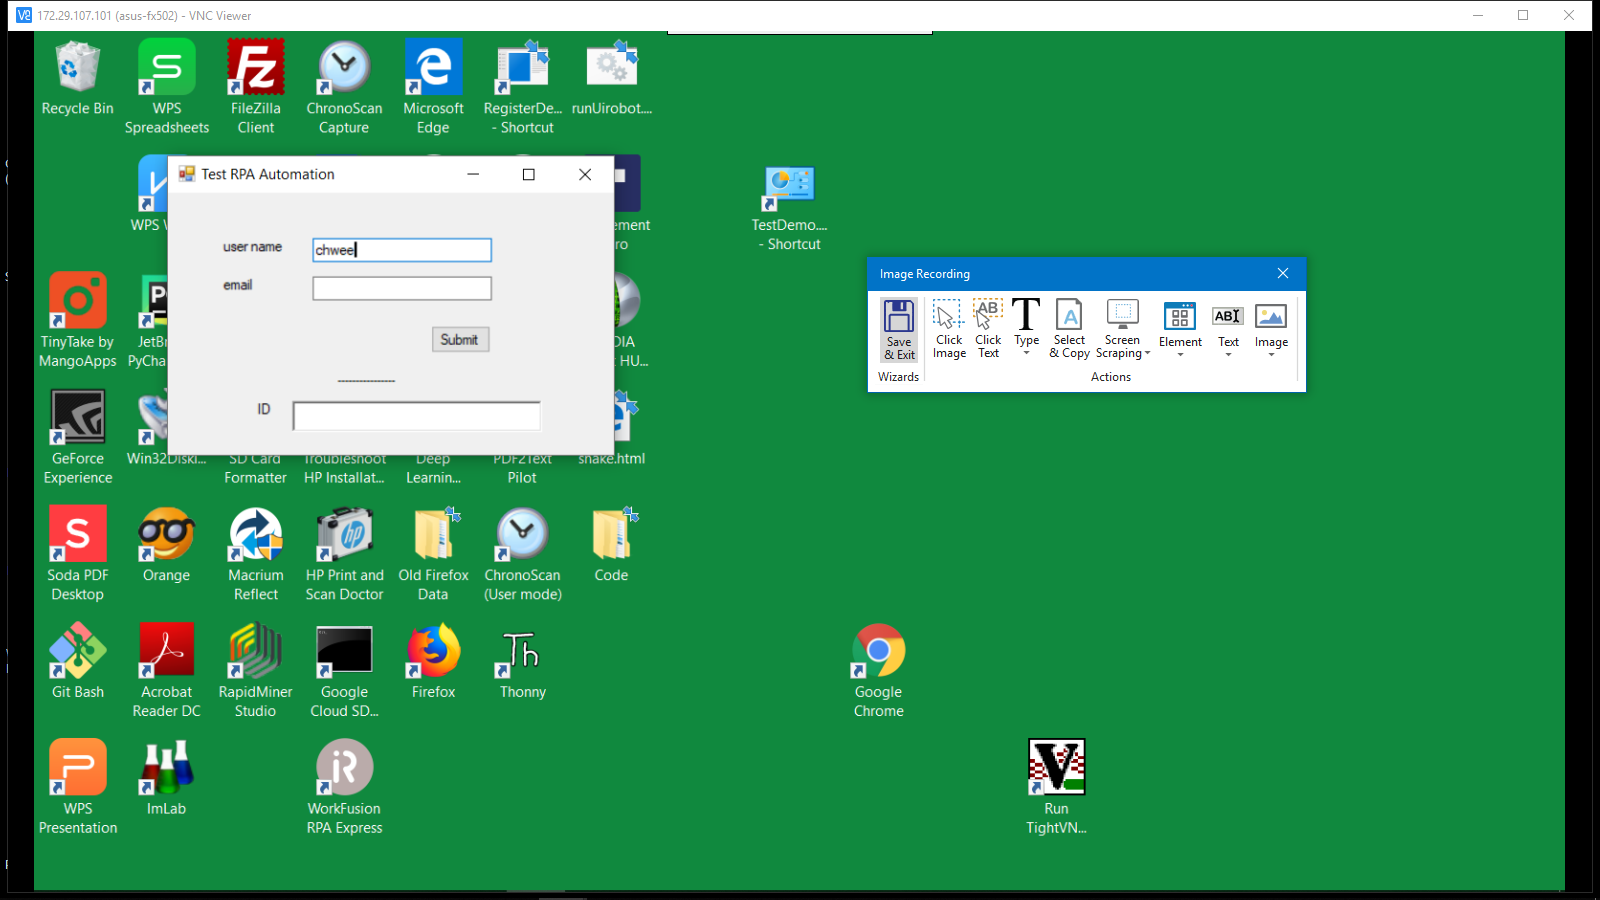 172.29.107.101 (asus-fx502) - VNC Viewer
Recycle Bin
WPS
Spreadsheets
FileZilla
Client
ChronoScan
Capture
Microsoft
Edge
RegisterDe...
- Shortcut
runUirobot....
WPS
Test RPA Automation
user name
chwee
email
Submit
----------------
ID
TestDemo....
- Shortcut
Image Recording
Save
& Exit
Click
Image
AB
Click
Text
T
Type
A
Select
& Copy
Screen
Scraping
Element
ABI
Text
Image
Wizards
Actions
TinyTake by
MangoApps
JetBr
PyCha
HU...
GeForce
Experience
Win32Diski...
SD Card
Formatter
Troubleshoot
HP Installat...
Deep
Learnin...
PDF2Text
Pilot
snake.html
Soda PDF
Desktop
Orange
Macrium
Reflect
hp
HP Print and
Scan Doctor
Old Firefox
Data
ChronoScan
(User mode)
Code
Git Bash
Acrobat
Reader DC
RapidMiner
Studio
Google
Cloud SD...
Firefox
Th
Thonny
Google
Chrome
WPS
Presentation
ImLab
WorkFusion
RPA Express
Run
TightVN...